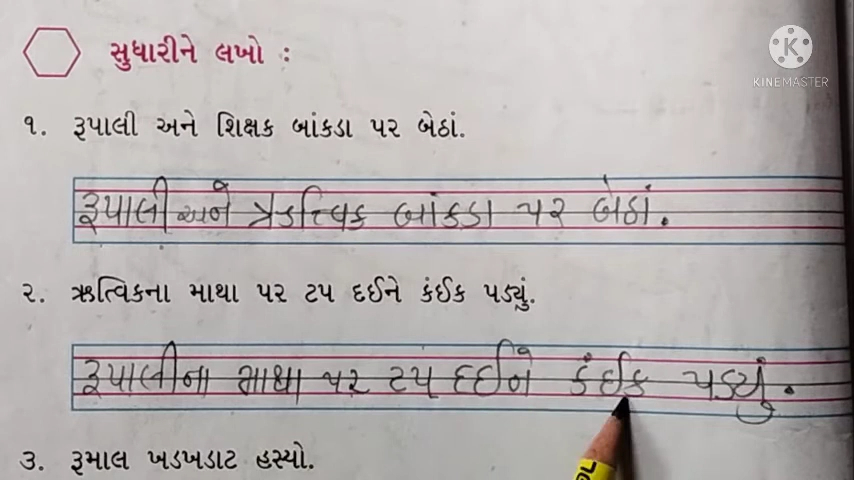 સુધારીને લખો :
K
KINEMASTER
૧. રૂપાલી અને શિક્ષક બાંકડા પર બેઠાં.
રૂપાલી અને ઋત્વિક બાંકડા પર બેઠાં.
૨. ઋત્વિકના માથા પર ટપ દઈને કંઈક પડ્યું.
રૂપાલીના માથા પર ટપ દઈને કંઈક પડ્યું.
૩. રૂમાલ ખડખડાટ હસ્યો.